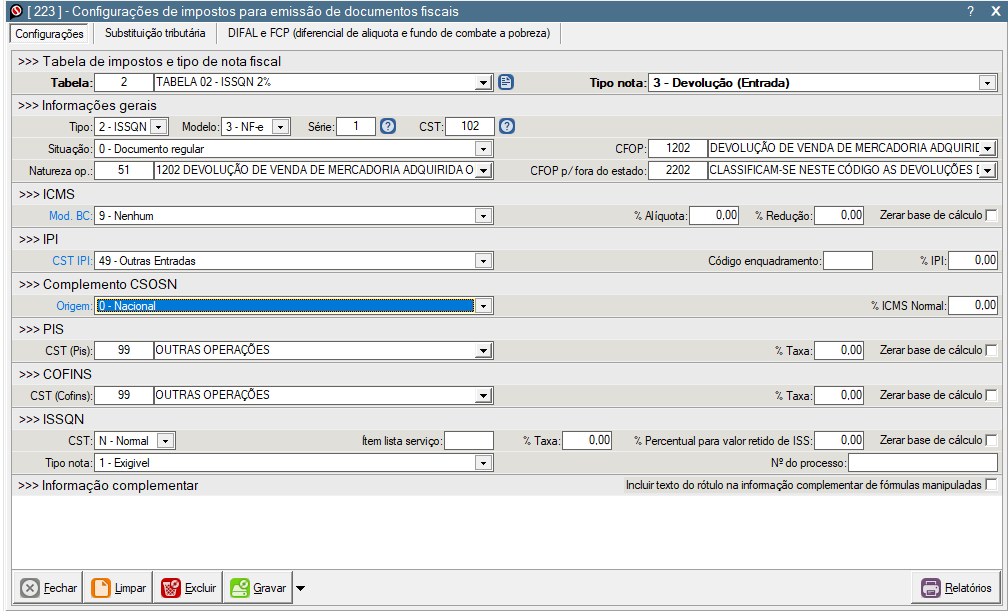 [ 223 ] - Configurações de impostos para emissão de documentos fiscais ? X
Configurações Substituição tributária DIFAL e FCP (diferencial de aliquota e fundo de combate a pobreza)
>>> Tabela de impostos e tipo de nota fiscal
Tabela: 2 TABELA 02 - ISSQN 2% Tipo nota: 3 - Devolução (Entrada)
>>> Informações gerais
Tipo: 2 - ISSQN Modelo: 3 - NF-e Série: 1 ? CST: 102 ?
Situação: 0 - Documento regular CFOP: 1202 DEVOLUÇÃO DE VENDA DE MERCADORIA ADQUIRID
Natureza op.: 51 1202 DEVOLUÇÃO DE VENDA DE MERCADORIA ADQUIRIDA O CFOP p/ fora do estado: 2202 CLASSIFICAM-SE NESTE CÓDIGO AS DEVOLUÇÕES D
>>> ICMS
Mod. BC: 9 - Nenhum % Alíquota: 0,00 % Redução: 0,00 Zerar base de cálculo
>>> IPI
CST IPI: 49 - Outras Entradas Código enquadramento: % IPI: 0,00
>>> Complemento CSOSN
Origem: 0 - Nacional % ICMS Normal: 0,00
>>> PIS
CST (Pis): 99 OUTRAS OPERAÇÕES % Taxa: 0,00 Zerar base de cálculo
>>> COFINS
CST (Cofins): 99 OUTRAS OPERAÇÕES % Taxa: 0,00 Zerar base de cálculo
>>> ISSQN
CST: N - Normal Ítem lista serviço: % Taxa: 0,00 % Percentual para valor retido de ISS: 0,00 Zerar base de cálculo
Tipo nota: 1 - Exigivel Nº do processo:
>>> Informação complementar Incluir texto do rótulo na informação complementar de fórmulas manipuladas
Fechar Limpar Excluir Gravar Relatórios